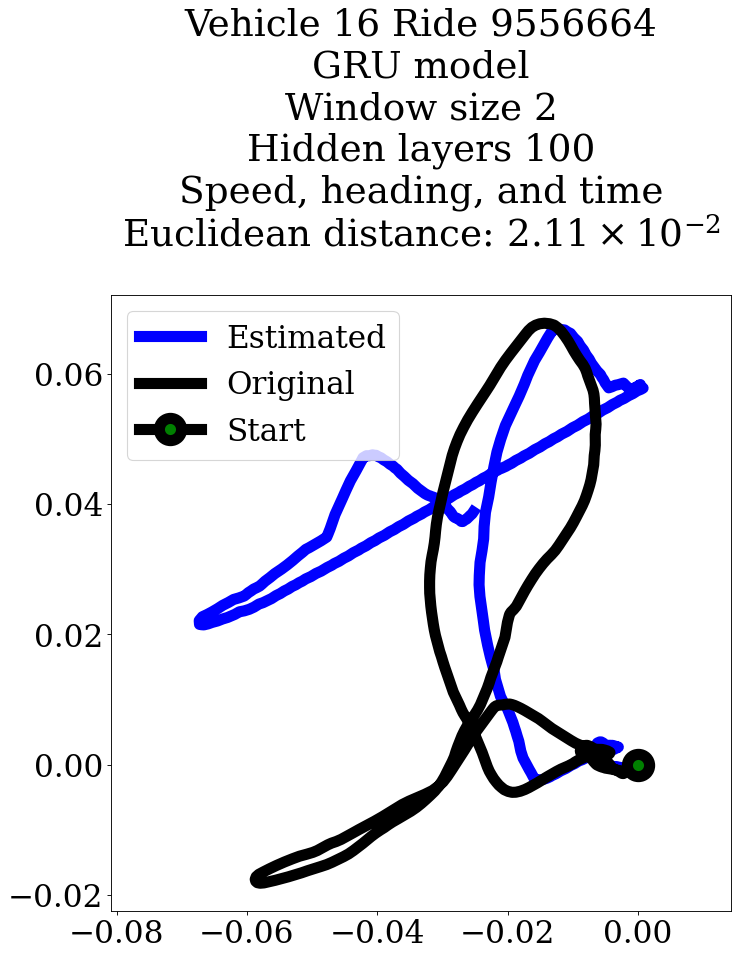 Vehicle 16 Ride 9556664
GRU model
Window size 2
Hidden layers 100
Speed, heading, and time
Euclidean distance: 2.11 × 10⁻²
Estimated
Original
Start
0.06
0.04
0.02
0.00
−0.02
−0.08 −0.06 −0.04 −0.02 0.00